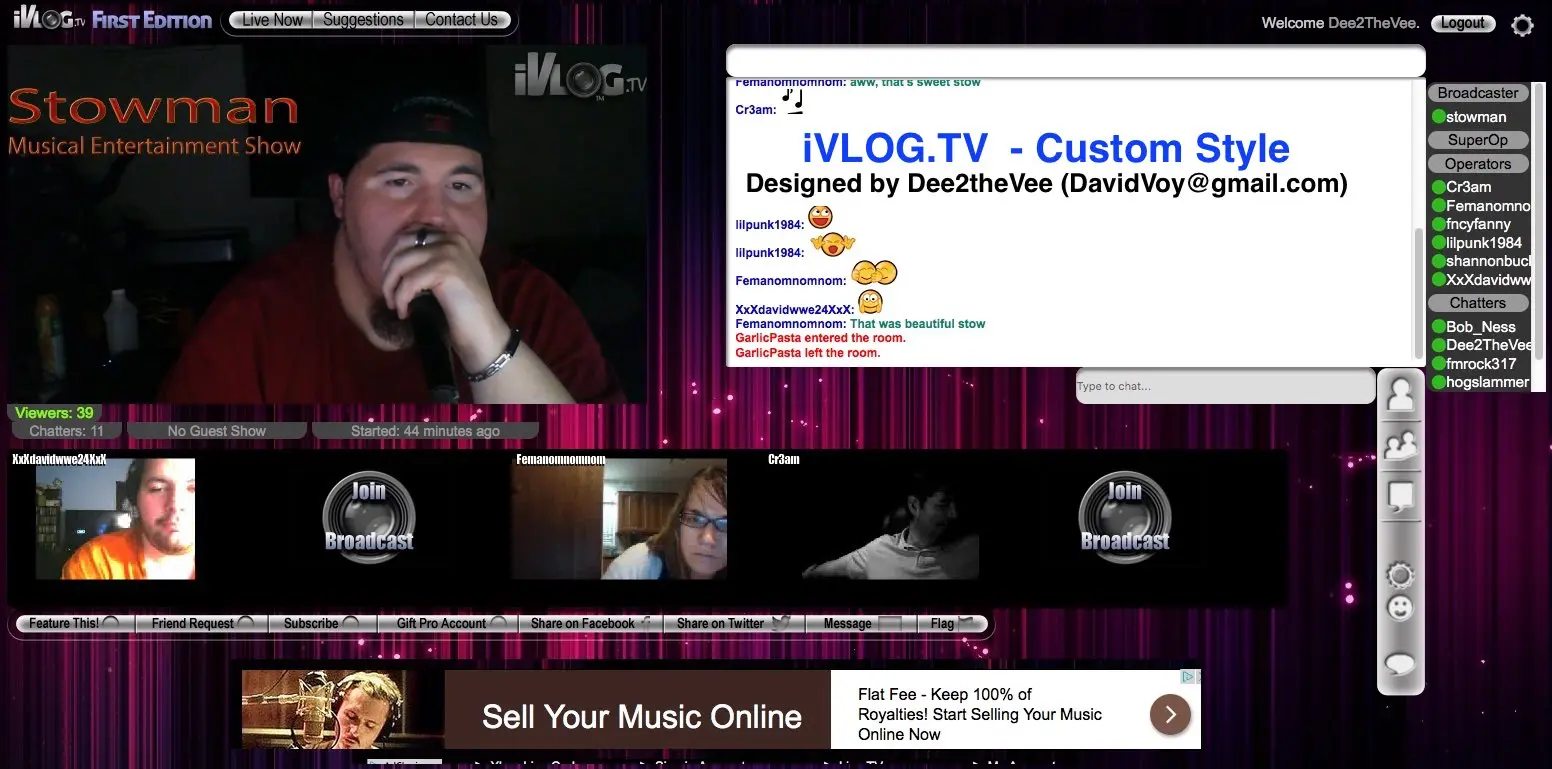 iVLOG.TV FIRST EDITION
Live Now
Suggestions
Contact Us
Welcome Dee2TheVee.
Logout
Stowman
Musical Entertainment Show
iVLOG.TV
TM
Femanomnomnom: aww, that's sweet stow
Cr3am:
iVLOG.TV - Custom Style
Designed by Dee2theVee (DavidVoy@gmail.com)
lilpunk1984:
lilpunk1984:
Femanomnomnom:
XxXdavidwwe24XxX:
Femanomnomnom: That was beautiful stow
GarlicPasta entered the room.
GarlicPasta left the room.
Type to chat...
Broadcaster
stowman
SuperOp
Operators
Cr3am
Femanomno
fncyfanny
lilpunk1984
shannonbuck
XxXdavidww
Chatters
Bob_Ness
Dee2TheVee
fmrock317
hogslammer
Viewers: 39
Chatters: 11
No Guest Show
Started: 44 minutes ago
XxXdavidwwe24XxX
Join
Broadcast
Femanomnomnom
Cr3am
Join
Broadcast
Feature This!
Friend Request
Subscribe
Gift Pro Account
Share on Facebook
Share on Twitter
Message
Flag
Sell Your Music Online
Flat Fee - Keep 100% of
Royalties! Start Selling Your Music
Online Now